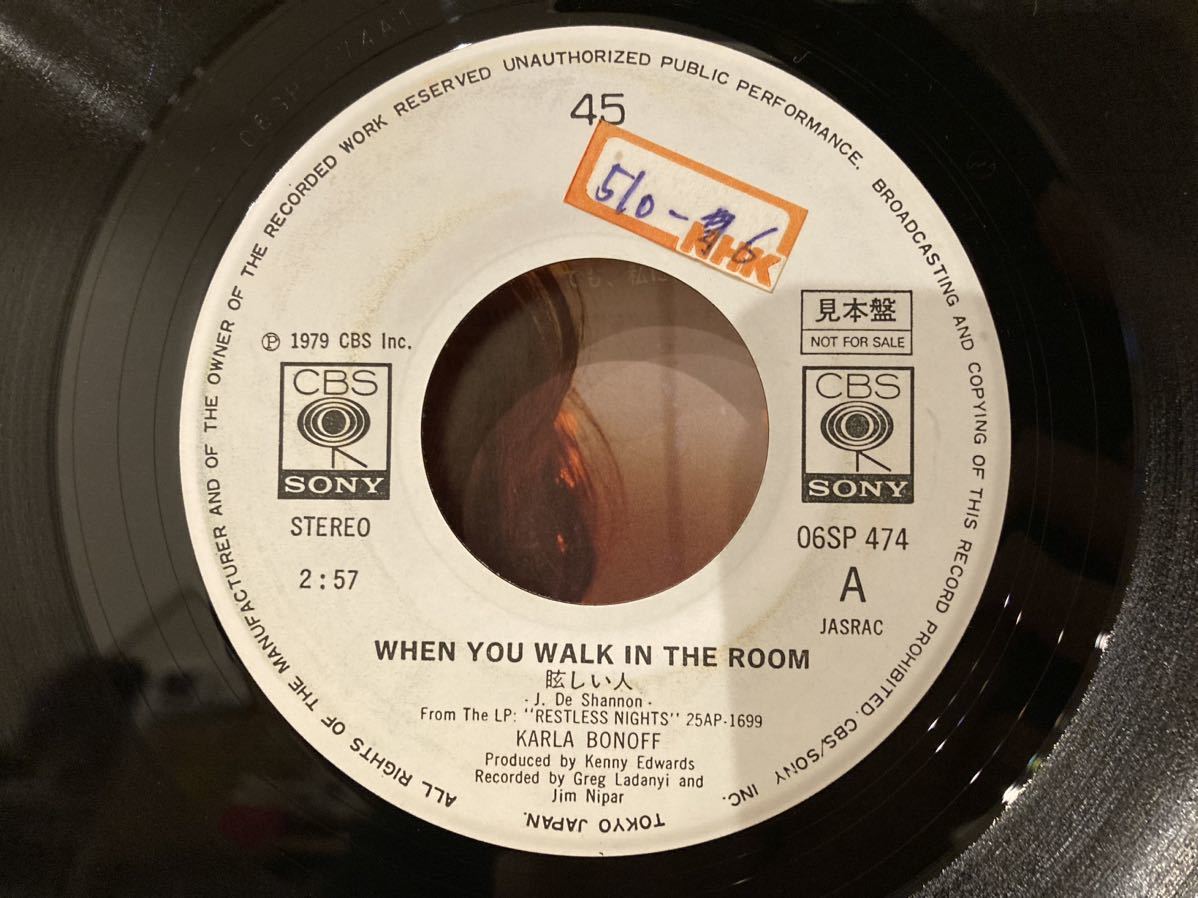 ALL RIGHTS OF THE MANUFACTURER AND OF THE OWNER OF THE RECORDED WORK RESERVED UNAUTHORIZED PUBLIC PERFORMANCE. BROADCASTING AND COPYING OF THIS RECORD PROHIBITED CBS/SONY INC.
TOKYO JAPAN.
45
510-
6
NHK
℗ 1979 CBS Inc.
見本盤
NOT FOR SALE
CBS
SONY
CBS
SONY
STEREO
06SP 474
2:57
A
JASRAC
WHEN YOU WALK IN THE ROOM
眩しい人
· J. De Shannon ·
From The LP: "RESTLESS NIGHTS" 25AP-1699
KARLA BONOFF
Produced by Kenny Edwards
Recorded by Greg Ladanyi and
Jim Nipar